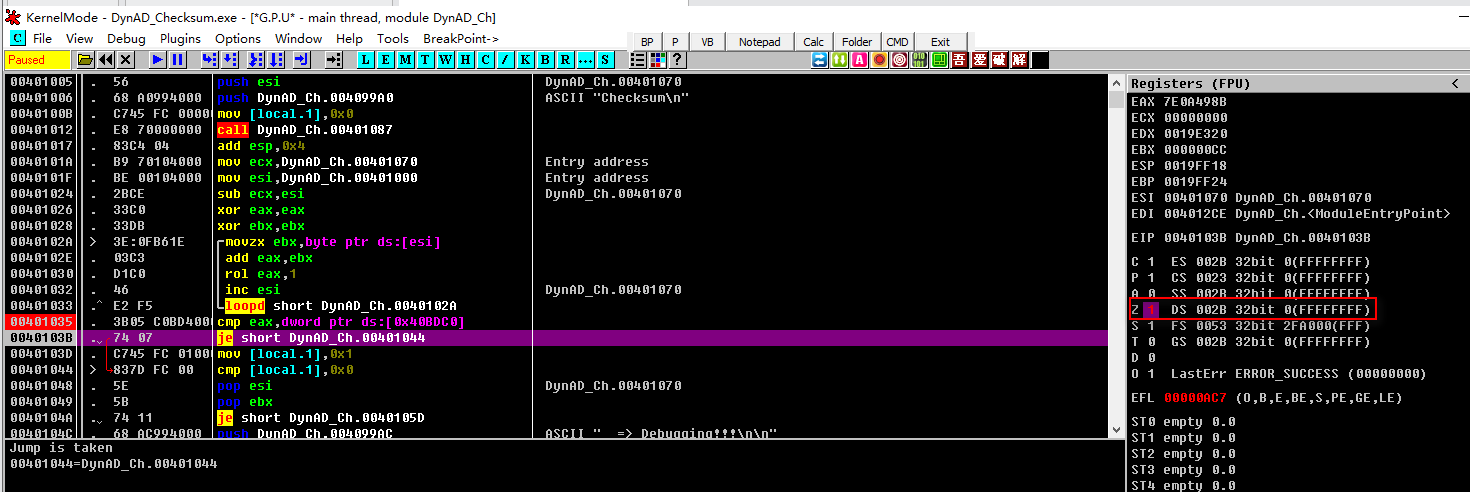 KernelMode - DynAD_Checksum.exe - [*G.P.U* - main thread, module DynAD_Ch]
C File View Debug Plugins Options Window Help Tools BreakPoint->
BP P VB Notepad Calc Folder CMD Exit
Paused L E M T W H C / K B R ... S ? A 吾 爱 破 解
00401005 . 56 push esi DynAD_Ch.00401070
00401006 . 68 A0994000 push DynAD_Ch.004099A0 ASCII "Checksum\n"
0040100B . C745 FC 00000 mov [local.1],0x0
00401012 . E8 70000000 call DynAD_Ch.00401087
00401017 . 83C4 04 add esp,0x4
0040101A . B9 70104000 mov ecx,DynAD_Ch.00401070 Entry address
0040101F . BE 00104000 mov esi,DynAD_Ch.00401000 Entry address
00401024 . 2BCE sub ecx,esi DynAD_Ch.00401070
00401026 . 33C0 xor eax,eax
00401028 . 33DB xor ebx,ebx
0040102A > 3E:0FB61E movzx ebx,byte ptr ds:[esi]
0040102E . 03C3 add eax,ebx
00401030 . D1C0 rol eax,1
00401032 . 46 inc esi DynAD_Ch.00401070
00401033 .^ E2 F5 loopd short DynAD_Ch.0040102A
00401035 . 3B05 C0BD4000 cmp eax,dword ptr ds:[0x40BDC0]
0040103B .v 74 07 je short DynAD_Ch.00401044
0040103D . C745 FC 01000 mov [local.1],0x1
00401044 > 837D FC 00 cmp [local.1],0x0
00401048 . 5E pop esi DynAD_Ch.00401070
00401049 . 5B pop ebx
0040104A .v 74 11 je short DynAD_Ch.0040105D
0040104C . 68 AC994000 push DynAD_Ch.004099AC ASCII " => Debugging!!!\n\n"
Jump is taken
00401044=DynAD_Ch.00401044
Registers (FPU) <
EAX 7E0A498B
ECX 00000000
EDX 0019E320
EBX 000000CC
ESP 0019FF18
EBP 0019FF24
ESI 00401070 DynAD_Ch.00401070
EDI 004012CE DynAD_Ch.<ModuleEntryPoint>
EIP 0040103B DynAD_Ch.0040103B
C 1 ES 002B 32bit 0(FFFFFFFF)
P 1 CS 0023 32bit 0(FFFFFFFF)
A 0 SS 002B 32bit 0(FFFFFFFF)
Z 1 DS 002B 32bit 0(FFFFFFFF)
S 1 FS 0053 32bit 2FA000(FFF)
T 0 GS 002B 32bit 0(FFFFFFFF)
D 0
O 1 LastErr ERROR_SUCCESS (00000000)
EFL 00000AC7 (O,B,E,BE,S,PE,GE,LE)
ST0 empty 0.0
ST1 empty 0.0
ST2 empty 0.0
ST3 empty 0.0
ST4 empty 0.0